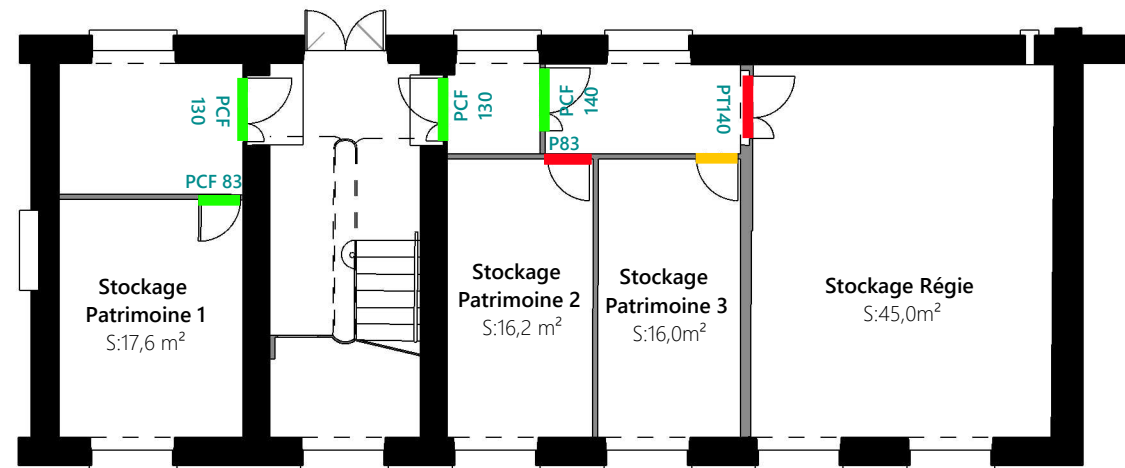 PCF
130
PCF 83
PCF
130
PCF
140
P83
PT140
Stockage
Patrimoine 1
S:17,6 m²
Stockage
Patrimoine 2
S:16,2 m²
Stockage
Patrimoine 3
S:16,0m²
Stockage Régie
S:45,0m²